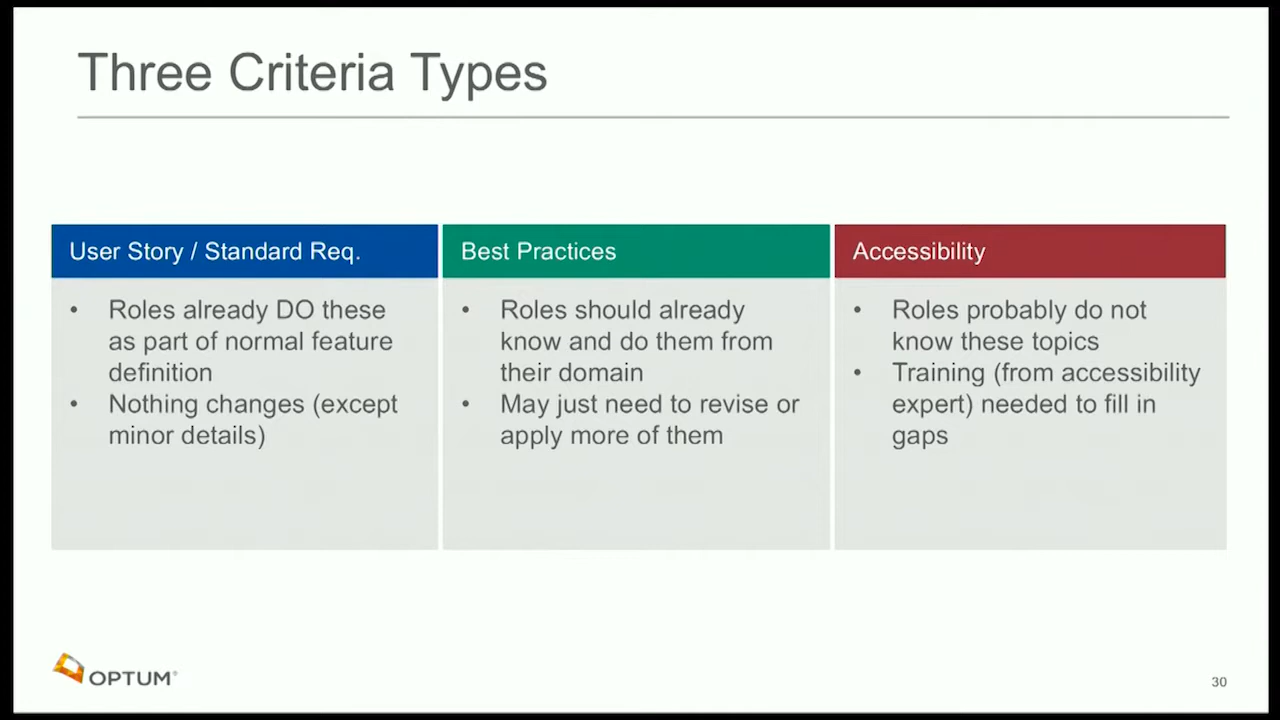 Three Criteria Types
User Story / Standard Req.
• Roles already DO these
as part of normal feature
definition
• Nothing changes (except
minor details)
Best Practices
• Roles should already
know and do them from
their domain
• May just need to revise or
apply more of them
Accessibility
• Roles probably do not
know these topics
• Training (from accessibility
expert) needed to fill in
gaps
OPTUM®
30